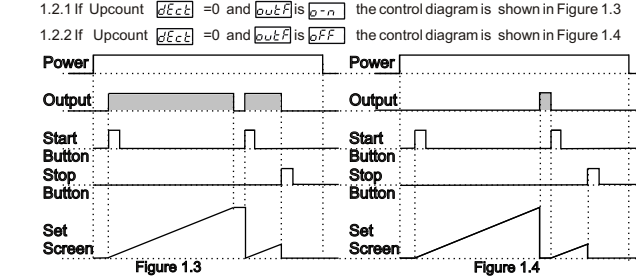 1.2.1 If Upcount dEct =0 and outF is o-n the control diagram is shown in Figure 1.3
1.2.2 If Upcount dEct =0 and outF is oFF the control diagram is shown in Figure 1.4
Power
Output
Start
Button
Stop
Button
Set
Screen
Figure 1.3
Power
Output
Start
Button
Stop
Button
Set
Screen
Figure 1.4